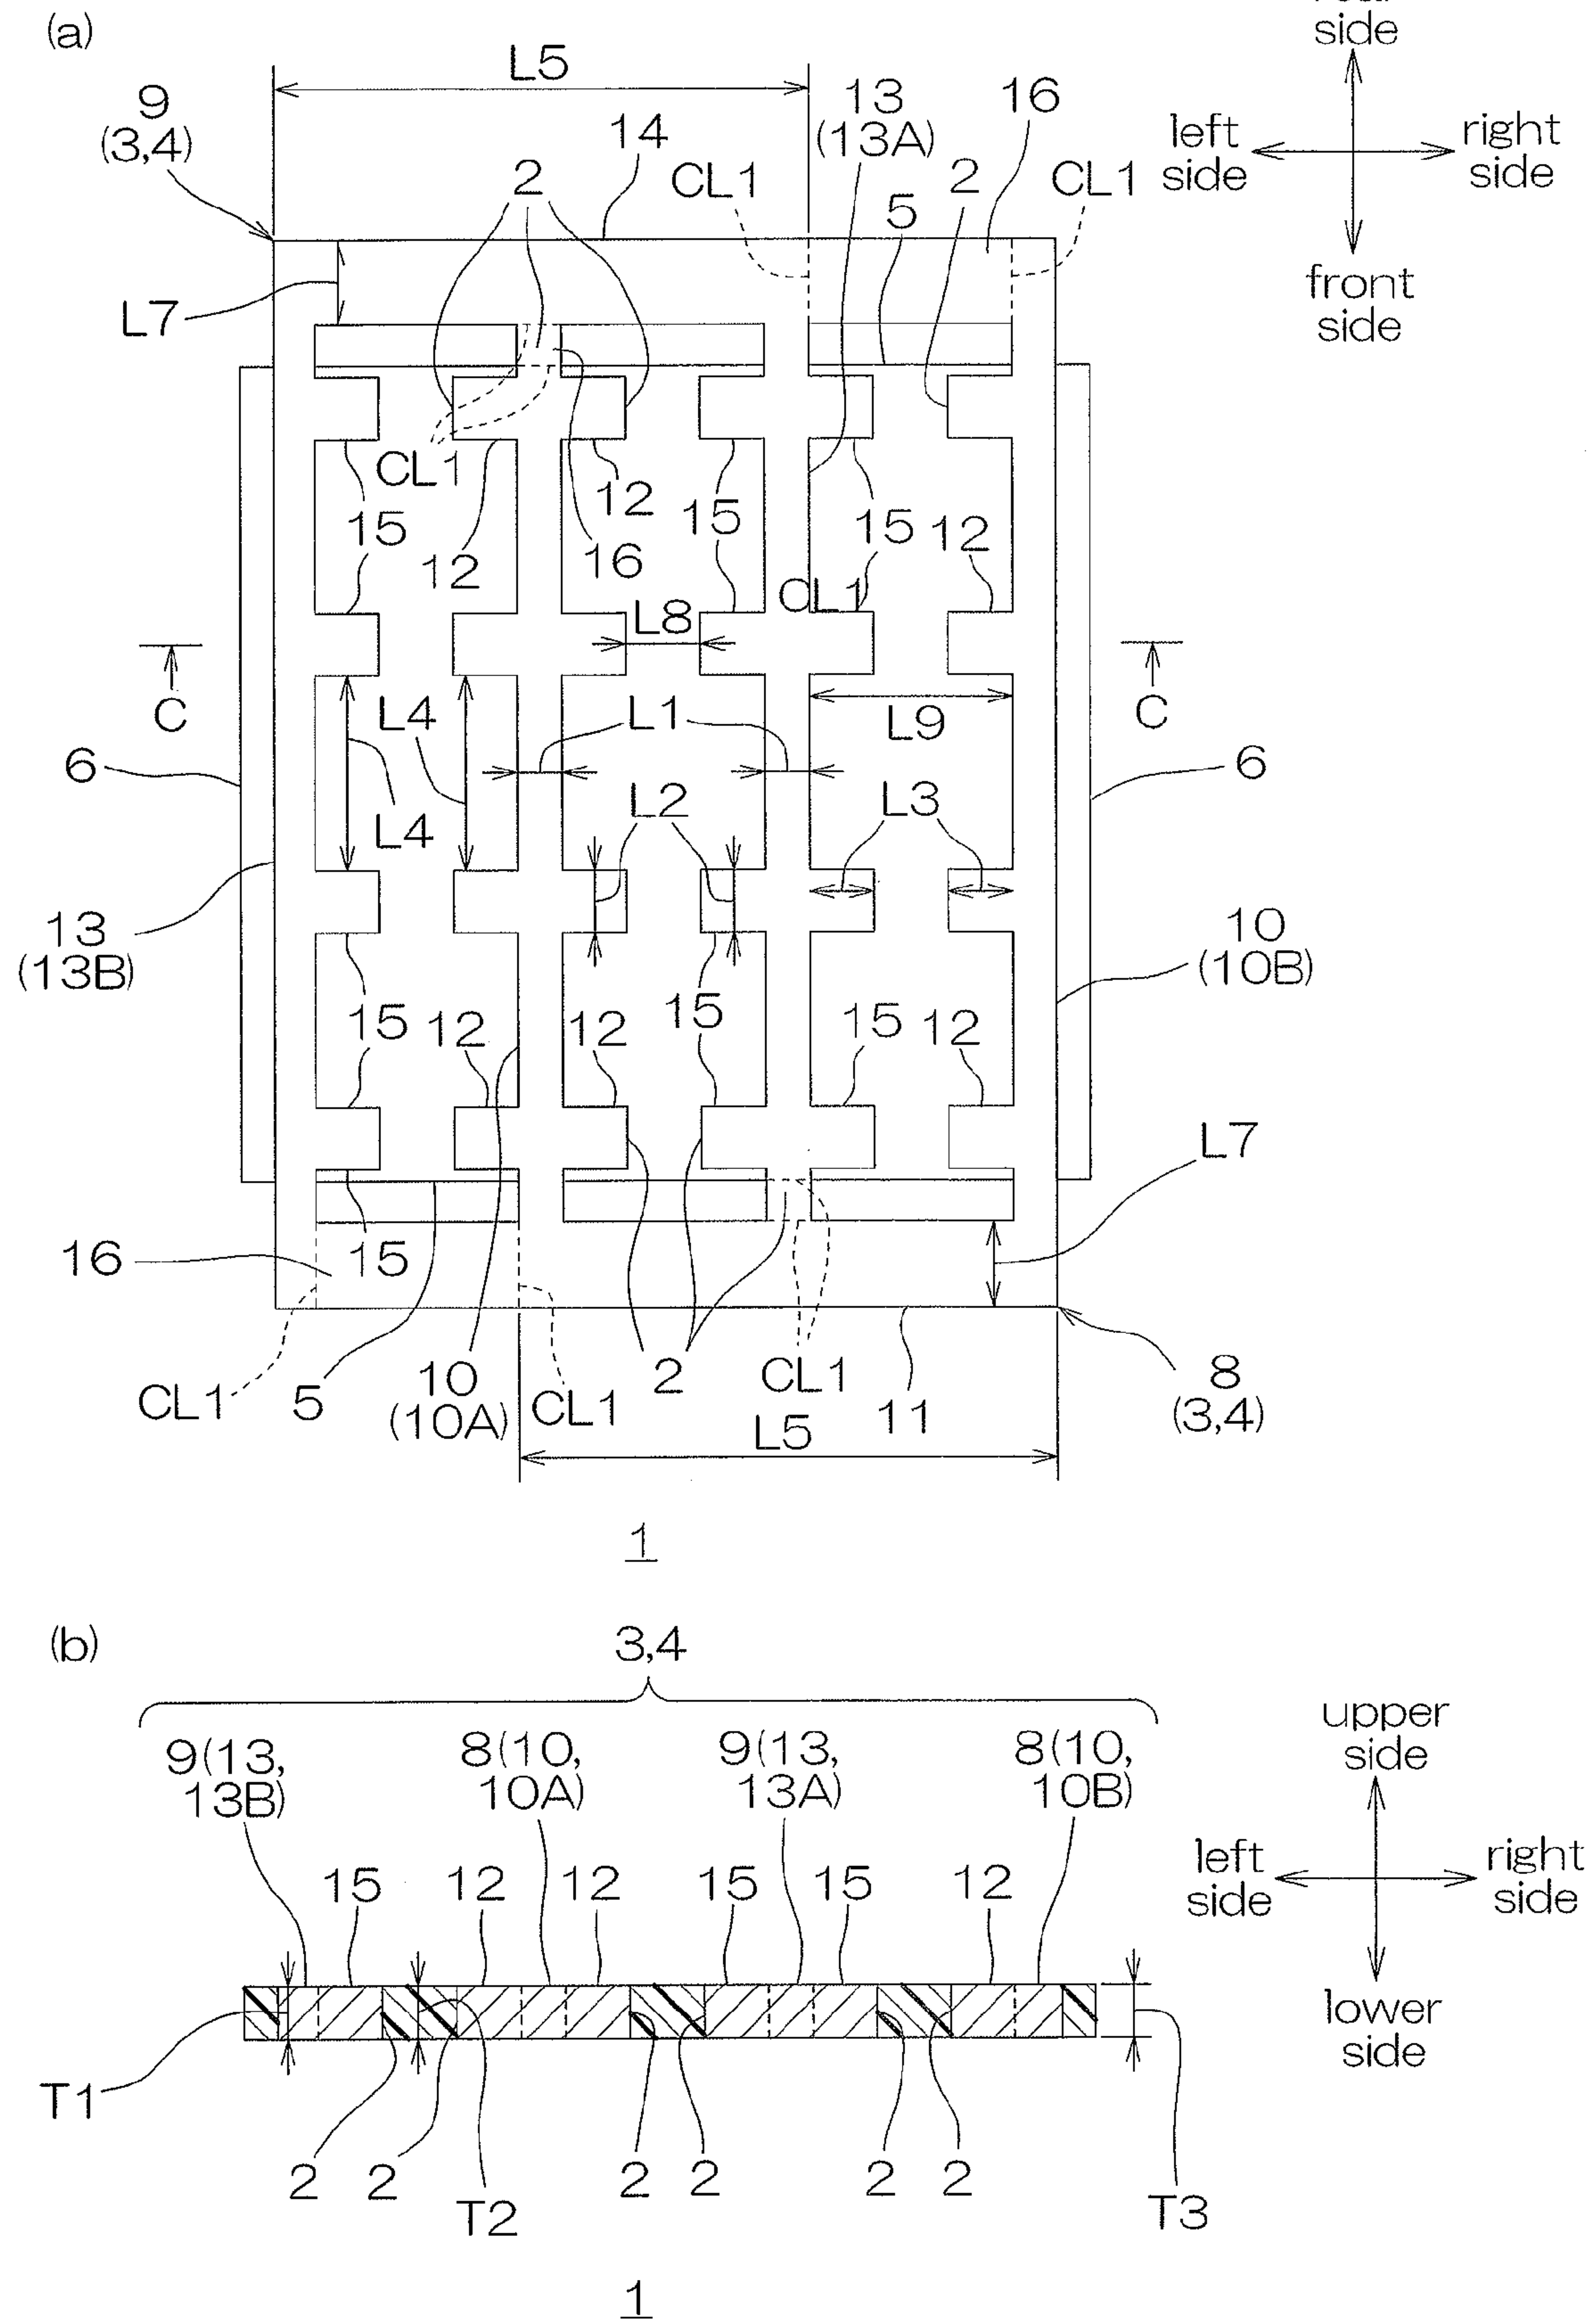 (a)
side
L5
9
(3,4)
14
13
(13A)
16
left
side
right
side
2
CL1
5
2
CL1
front
side
L7
CL1
12
12
15
15
12
16
15
12
CL1
L8
C
C
L4
L1
L9
6
6
L2
L3
L4
13
(13B)
10
(10B)
15
12
12
15
15
12
L7
16
15
CL1
5
10
(10A)
CL1
2
CL1
11
8
(3,4)
L5
1
(b)
3,4
9(13,
13B)
8(10,
10A)
9(13,
13A)
8(10,
10B)
upper
side
15
12
12
15
15
12
left
side
right
side
lower
side
T1
2
2
T2
2
2
2
2
T3
1